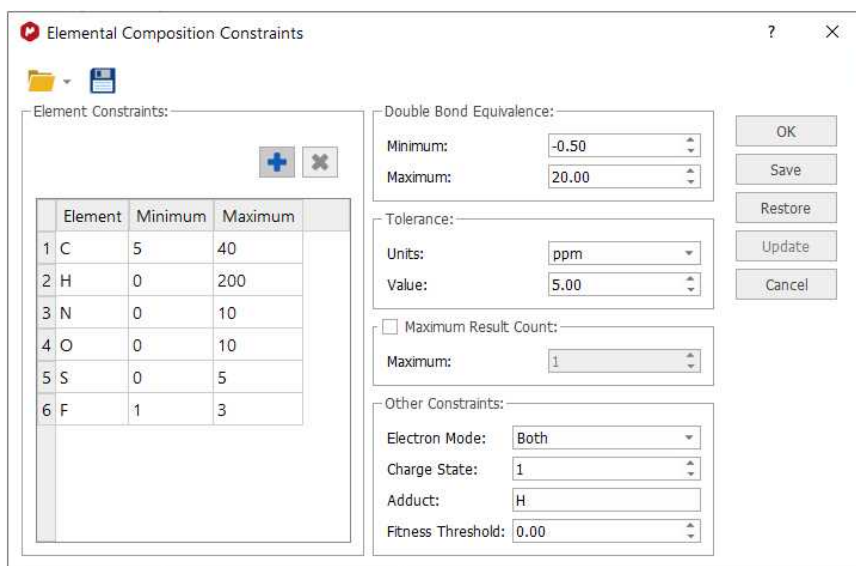 Elemental Composition Constraints
?
Element Constraints:
Element Minimum Maximum
1 C 5 40
2 H 0 200
3 N 0 10
4 O 0 10
5 S 0 5
6 F 1 3
Double Bond Equivalence:
Minimum: -0.50
Maximum: 20.00
Tolerance:
Units: ppm
Value: 5.00
Maximum Result Count:
Maximum: 1
Other Constraints:
Electron Mode: Both
Charge State: 1
Adduct: H
Fitness Threshold: 0.00
OK
Save
Restore
Update
Cancel